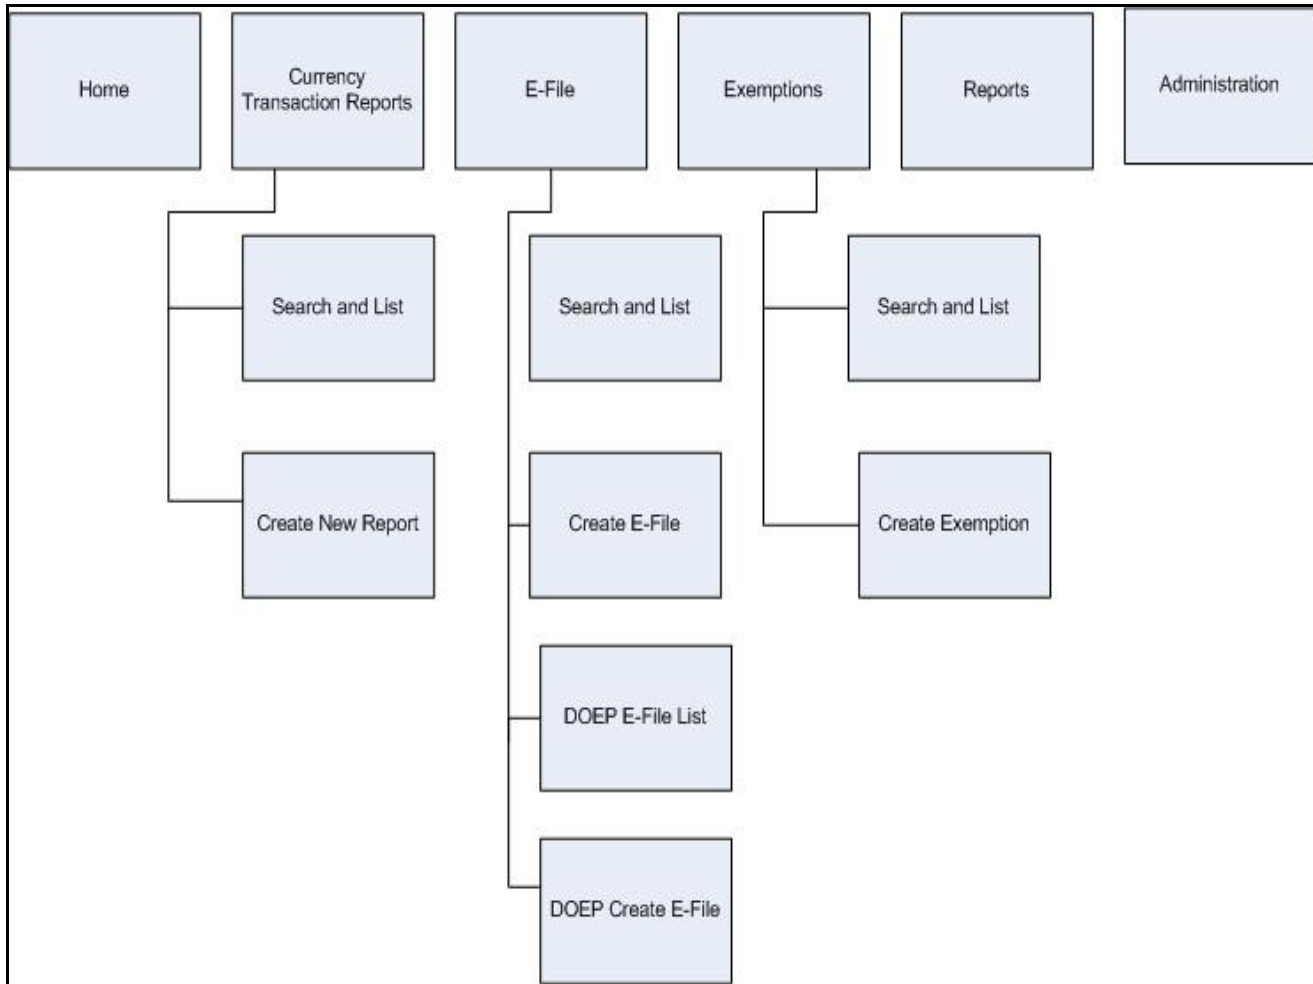 Home
Currency
Transaction Reports
E-File
Exemptions
Reports
Administration
Search and List
Search and List
Search and List
Create New Report
Create E-File
Create Exemption
DOEP E-File List
DOEP Create E-File